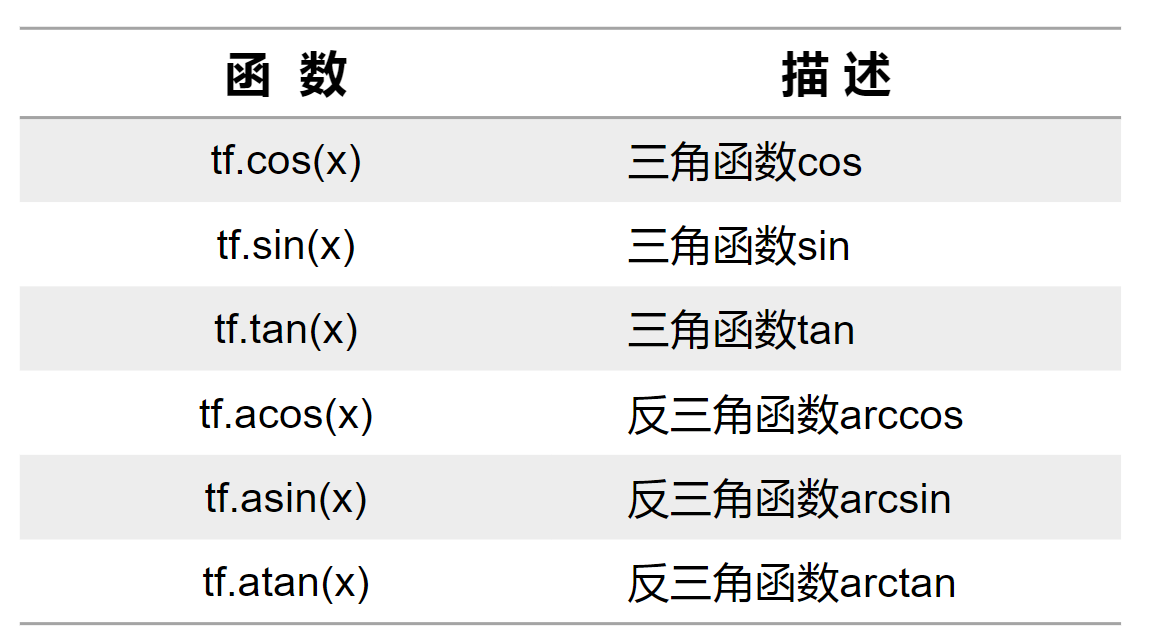 函 数 描 述
tf.cos(x) 三角函数cos
tf.sin(x) 三角函数sin
tf.tan(x) 三角函数tan
tf.acos(x) 反三角函数arccos
tf.asin(x) 反三角函数arcsin
tf.atan(x) 反三角函数arctan